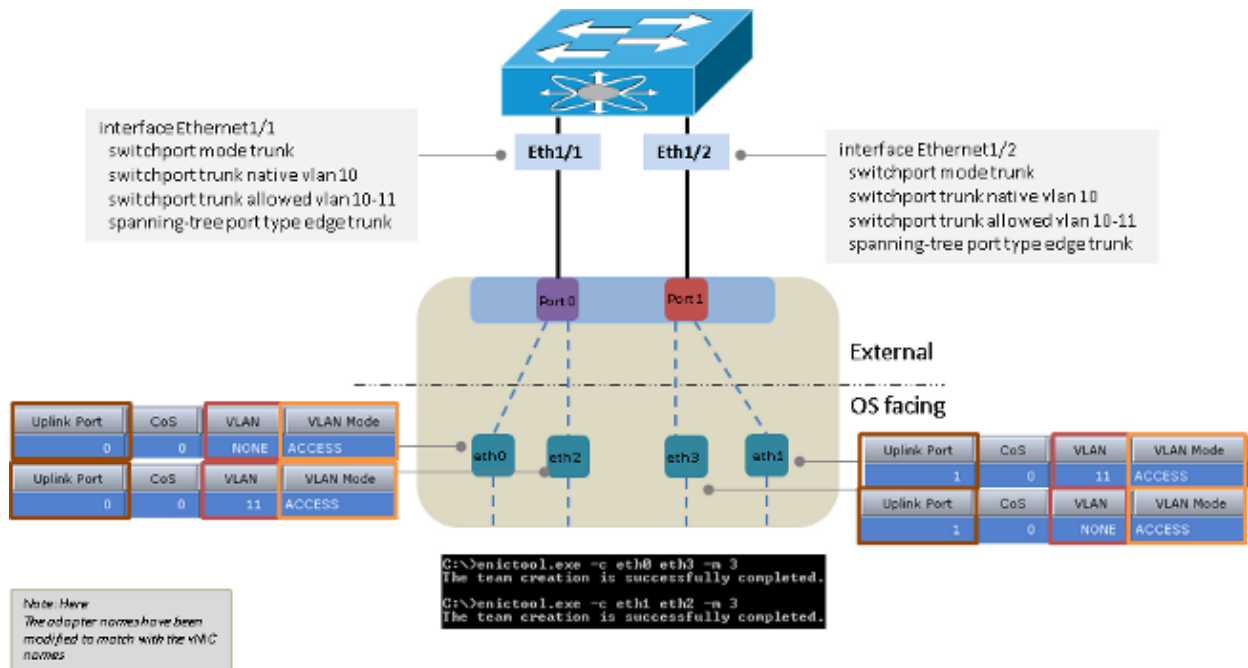 interface Ethernet1/1
switchport mode trunk
switchport trunk native vlan 10
switchport trunk allowed vlan 10-11
spanning-tree port type edge trunk
Eth1/1
Eth1/2
interface Ethernet1/2
switchport mode trunk
switchport trunk native vlan 10
switchport trunk allowed vlan 10-11
spanning-tree port type edge trunk
Port 0
Port 1
External
OS facing
Uplink Port CoS VLAN VLAN Mode
0 0 NONE ACCESS
Uplink Port CoS VLAN VLAN Mode
0 0 11 ACCESS
eth0
eth2
eth3
eth1
Uplink Port CoS VLAN VLAN Mode
1 0 11 ACCESS
Uplink Port CoS VLAN VLAN Mode
1 0 NONE ACCESS
C:\>enictool.exe -c eth0 eth3 -m 3
The team creation is successfully completed.
C:\>enictool.exe -c eth1 eth2 -m 3
The team creation is successfully completed.
Note: Here
The adapter names have been
modified to match with the vNIC
names